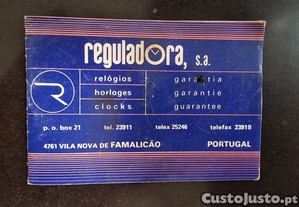 reguladora, s.a.
relógios garantia
horloges garantie
clocks guarantee
p. o. box 21 tel. 23911 telex 25246 telefax 23918
4761 VILA NOVA DE FAMALICÃO PORTUGAL
CustoJusto.pt